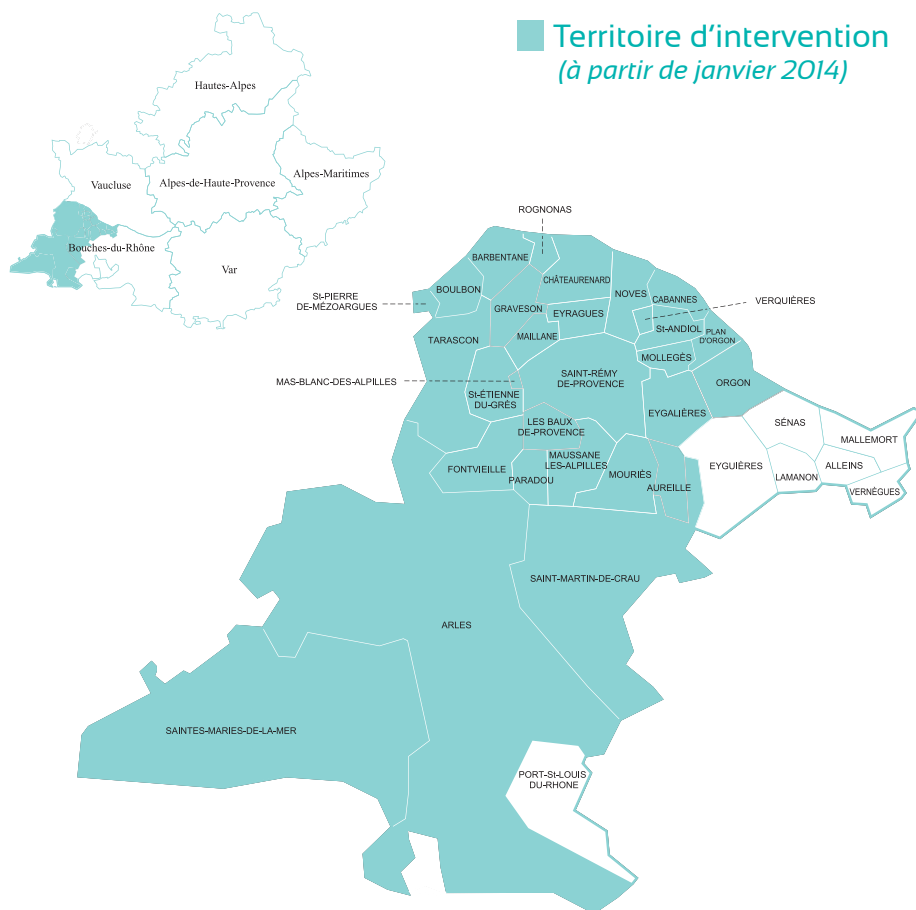 Territoire d'intervention
(à partir de janvier 2014)
Hautes-Alpes
Alpes-Maritimes
Vaucluse
Alpes-de-Haute-Provence
Bouches-du-Rhône
Var
ROGNONAS
BARBENTANE
CHÂTEAURENARD
BOULBON
NOVES
St-PIERRE
DE-MÉZOARGUES
CABANNES
VERQUIÈRES
GRAVESON
EYRAGUES
St-ANDIOL
PLAN
D'ORGON
TARASCON
MAILLANE
MOLLEGÈS
MAS-BLANC-DES-ALPILLES
SAINT-RÉMY
DE-PROVENCE
ORGON
St-ÉTIENNE
DU-GRÈS
EYGALIÈRES
LES BAUX
DE-PROVENCE
SÉNAS
MALLEMORT
FONTVIEILLE
MAUSSANE
LES-ALPILLES
EYGUIÈRES
ALLEINS
PARADOU
MOURIÈS
AUREILLE
LAMANON
VERNÈGUES
SAINT-MARTIN-DE-CRAU
ARLES
SAINTES-MARIES-DE-LA-MER
PORT-St-LOUIS
DU-RHONE